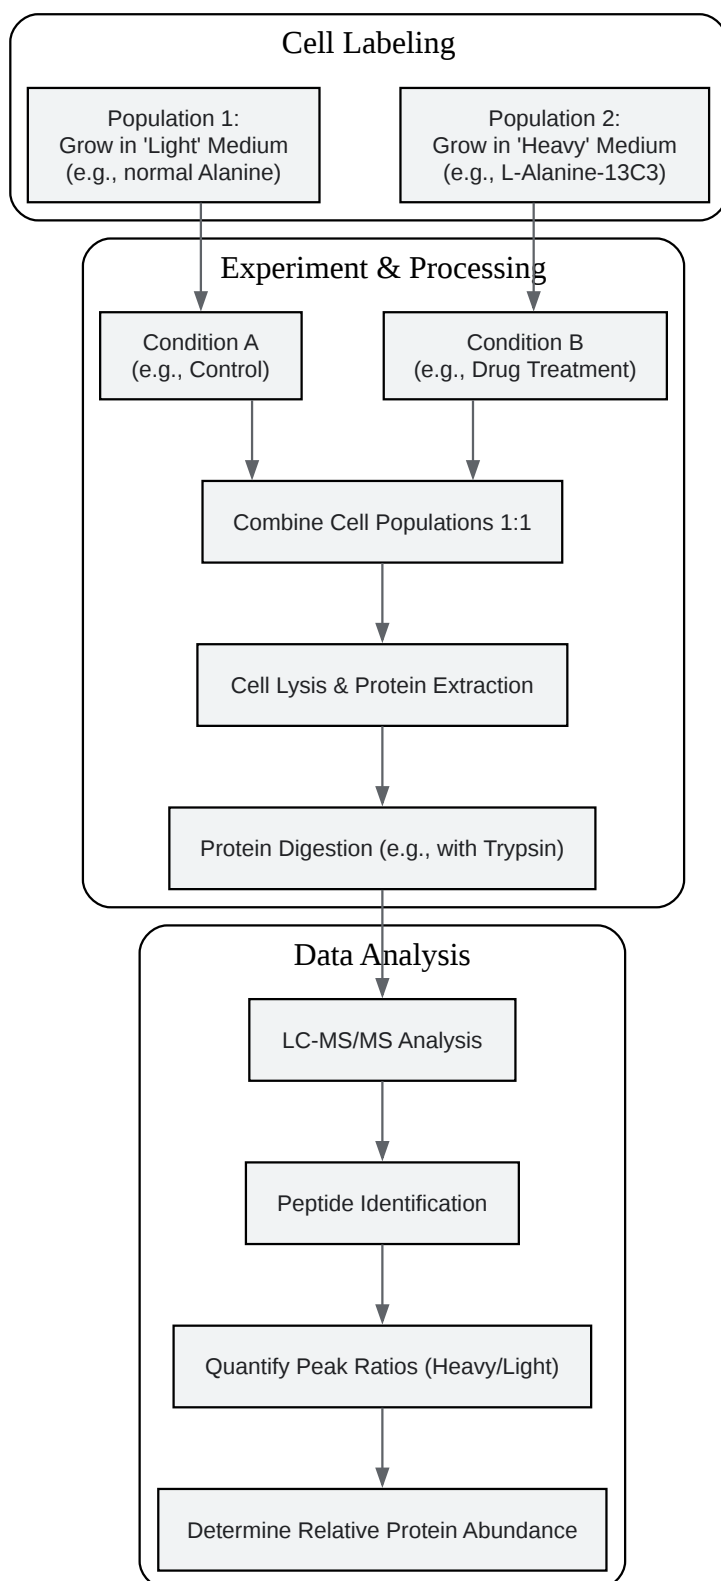 Cell Labeling
Population 1:
Grow in 'Light' Medium
(e.g., normal Alanine)
Population 2:
Grow in 'Heavy' Medium
(e.g., L-Alanine-13C3)
Experiment & Processing
Condition A
(e.g., Control)
Condition B
(e.g., Drug Treatment)
Combine Cell Populations 1:1
Cell Lysis & Protein Extraction
Protein Digestion (e.g., with Trypsin)
Data Analysis
LC-MS/MS Analysis
Peptide Identification
Quantify Peak Ratios (Heavy/Light)
Determine Relative Protein Abundance